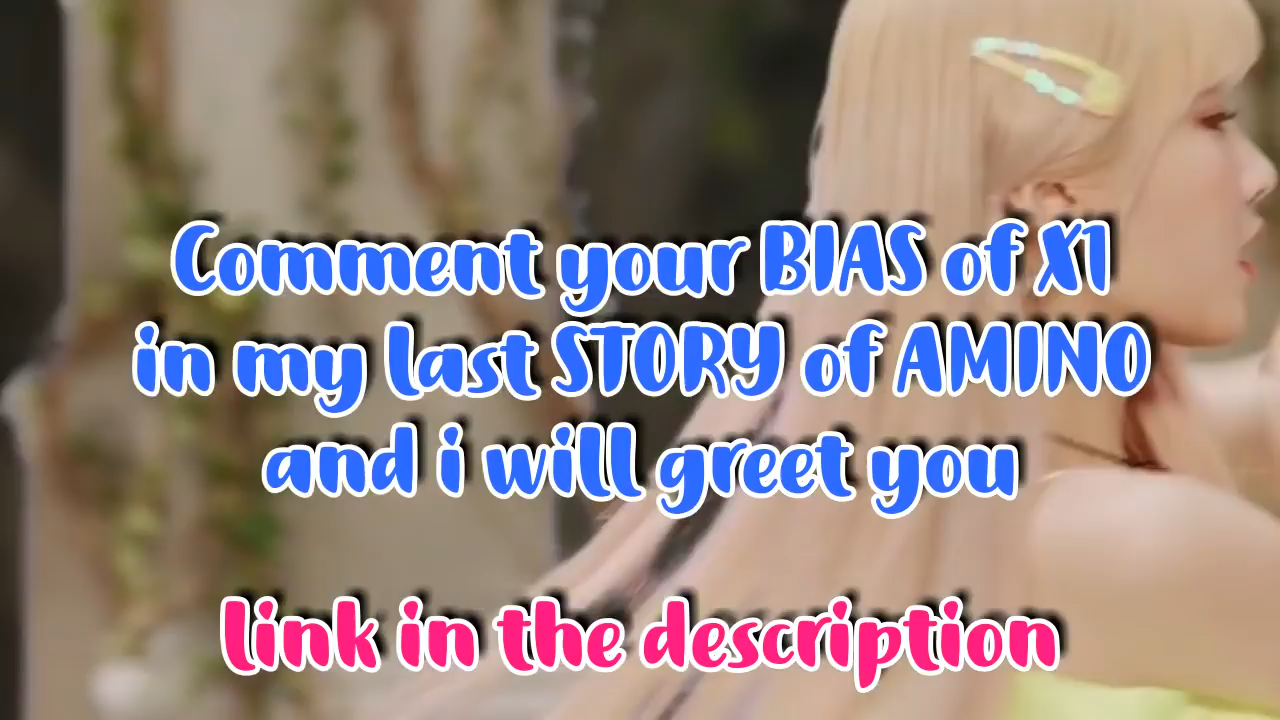 Comment your BIAS of X1
in my last STORY of AMINO
and i will greet you
link in the description